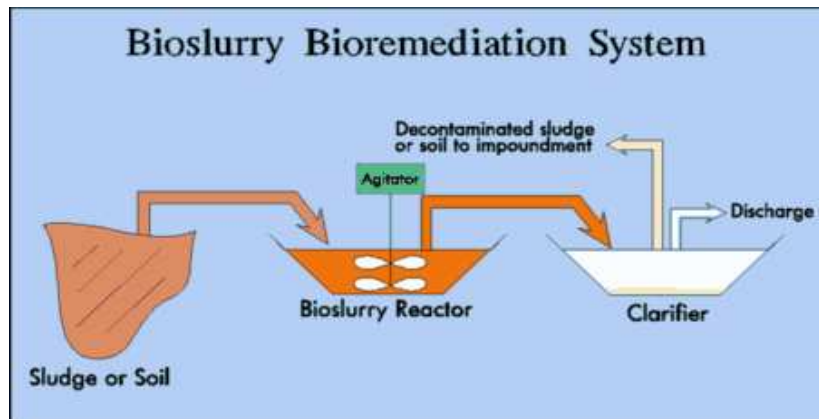 Bioslurry Bioremediation System
Decontaminated sludge
or soil to impoundment
Agitator
Discharge
Bioslurry Reactor
Clarifier
Sludge or Soil